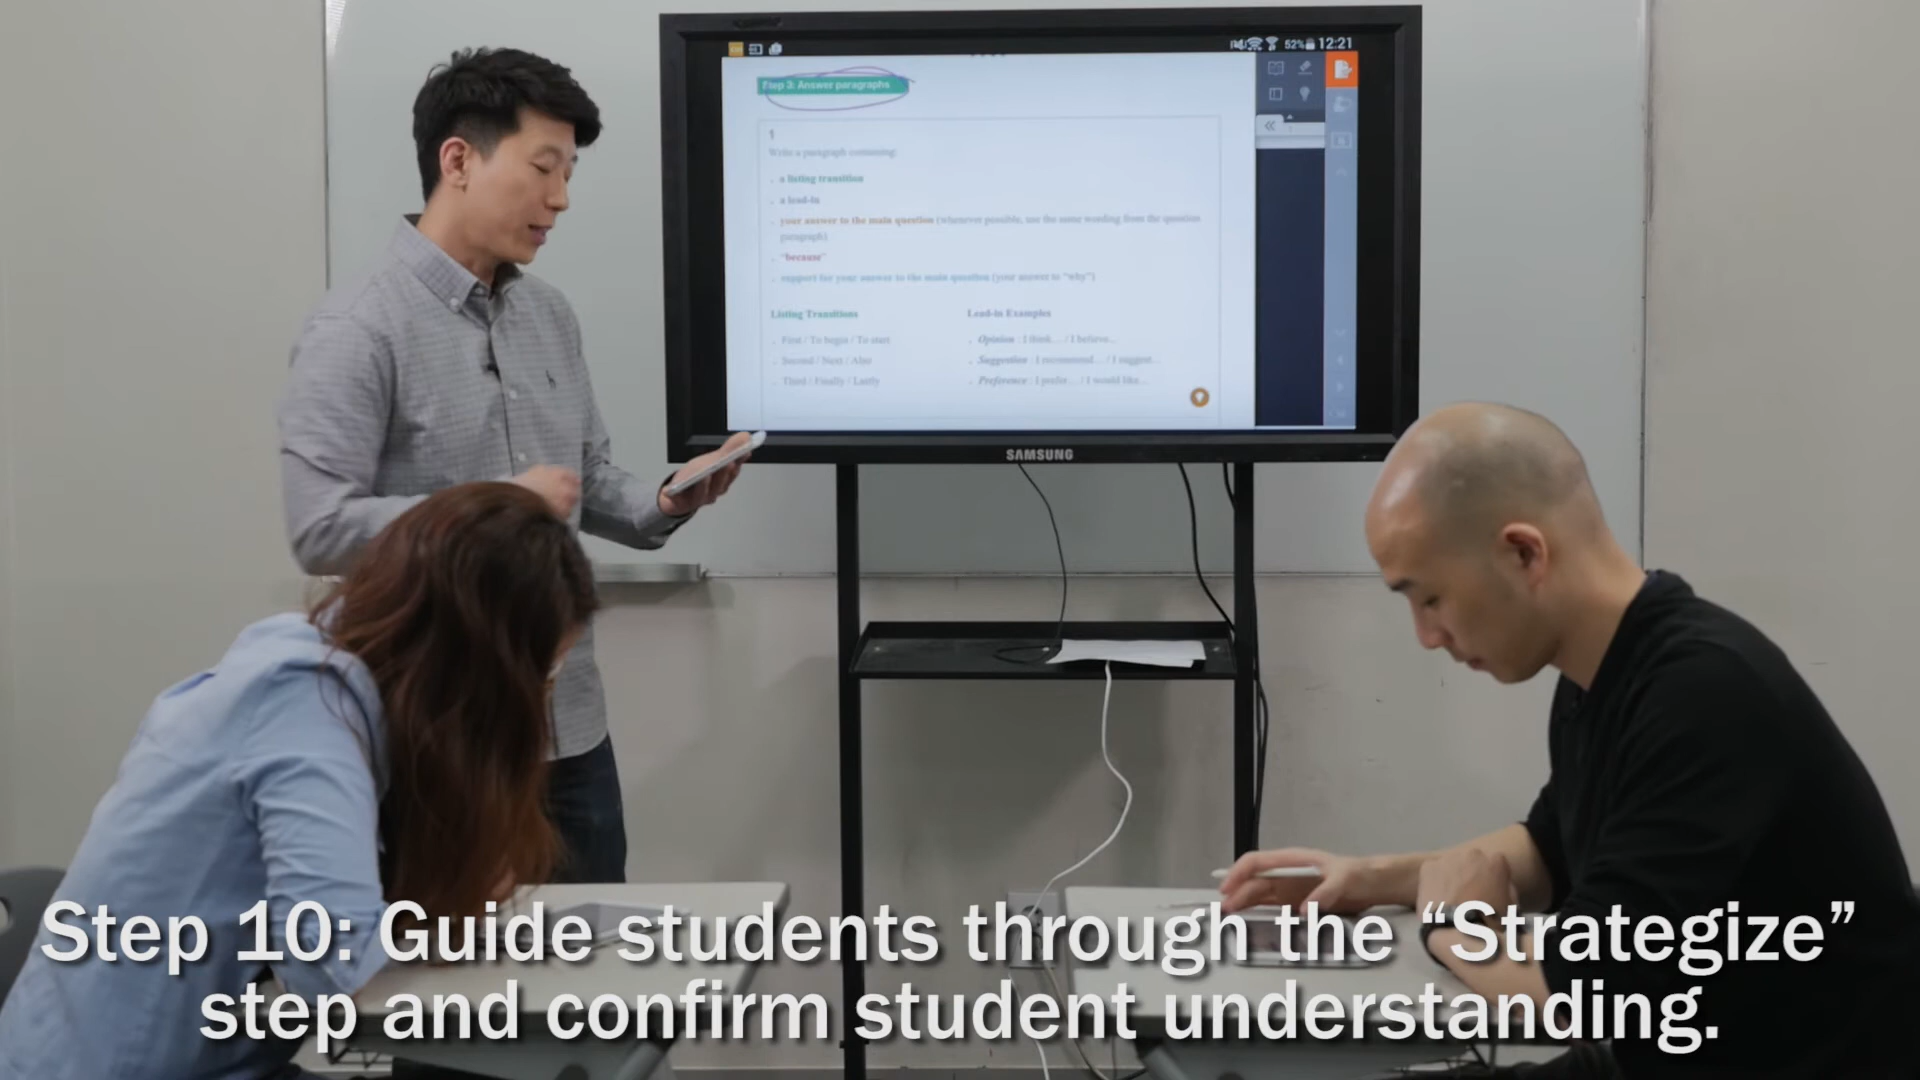 52% 12:21
Step 3: Answer paragraphs
1
Write a paragraph containing:
a listing transition
a lead-in
your answer to the main question (whenever possible, use the same wording from the question
paragraph)
"because"
support for your answer to the main question (your answer to "why")
Listing Transitions
First / To begin / To start
Second / Next / Also
Third / Finally / Lastly
Lead-in Examples
Opinion : I think... / I believe...
Suggestion : I recommend... / I suggest...
Preference : I prefer... / I would like...
SAMSUNG
Step 10: Guide students through the “Strategize”
step and confirm student understanding.